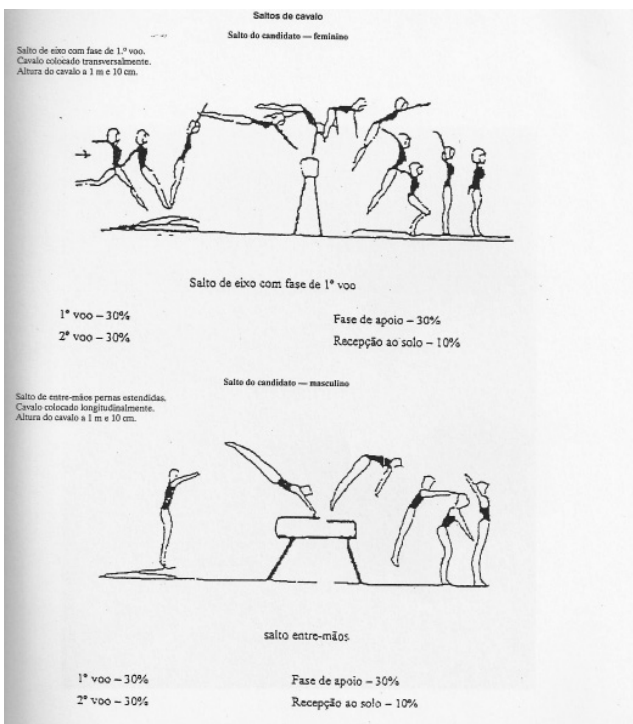 Saltos de cavalo
Salto do candidato — feminino
Salto de eixo com fase de 1.º voo.
Cavalo colocado transversalmente.
Altura do cavalo a 1 m e 10 cm.
Salto de eixo com fase de 1º voo
1º voo – 30%
Fase de apoio – 30%
2º voo – 30%
Recepção ao solo – 10%
Salto do candidato — masculino
Salto de entre-mãos pernas estendidas.
Cavalo colocado longitudinalmente.
Altura do cavalo a 1 m e 10 cm.
salto entre-mãos
1º voo – 30%
Fase de apoio – 30%
2º voo – 30%
Recepção ao solo – 10%